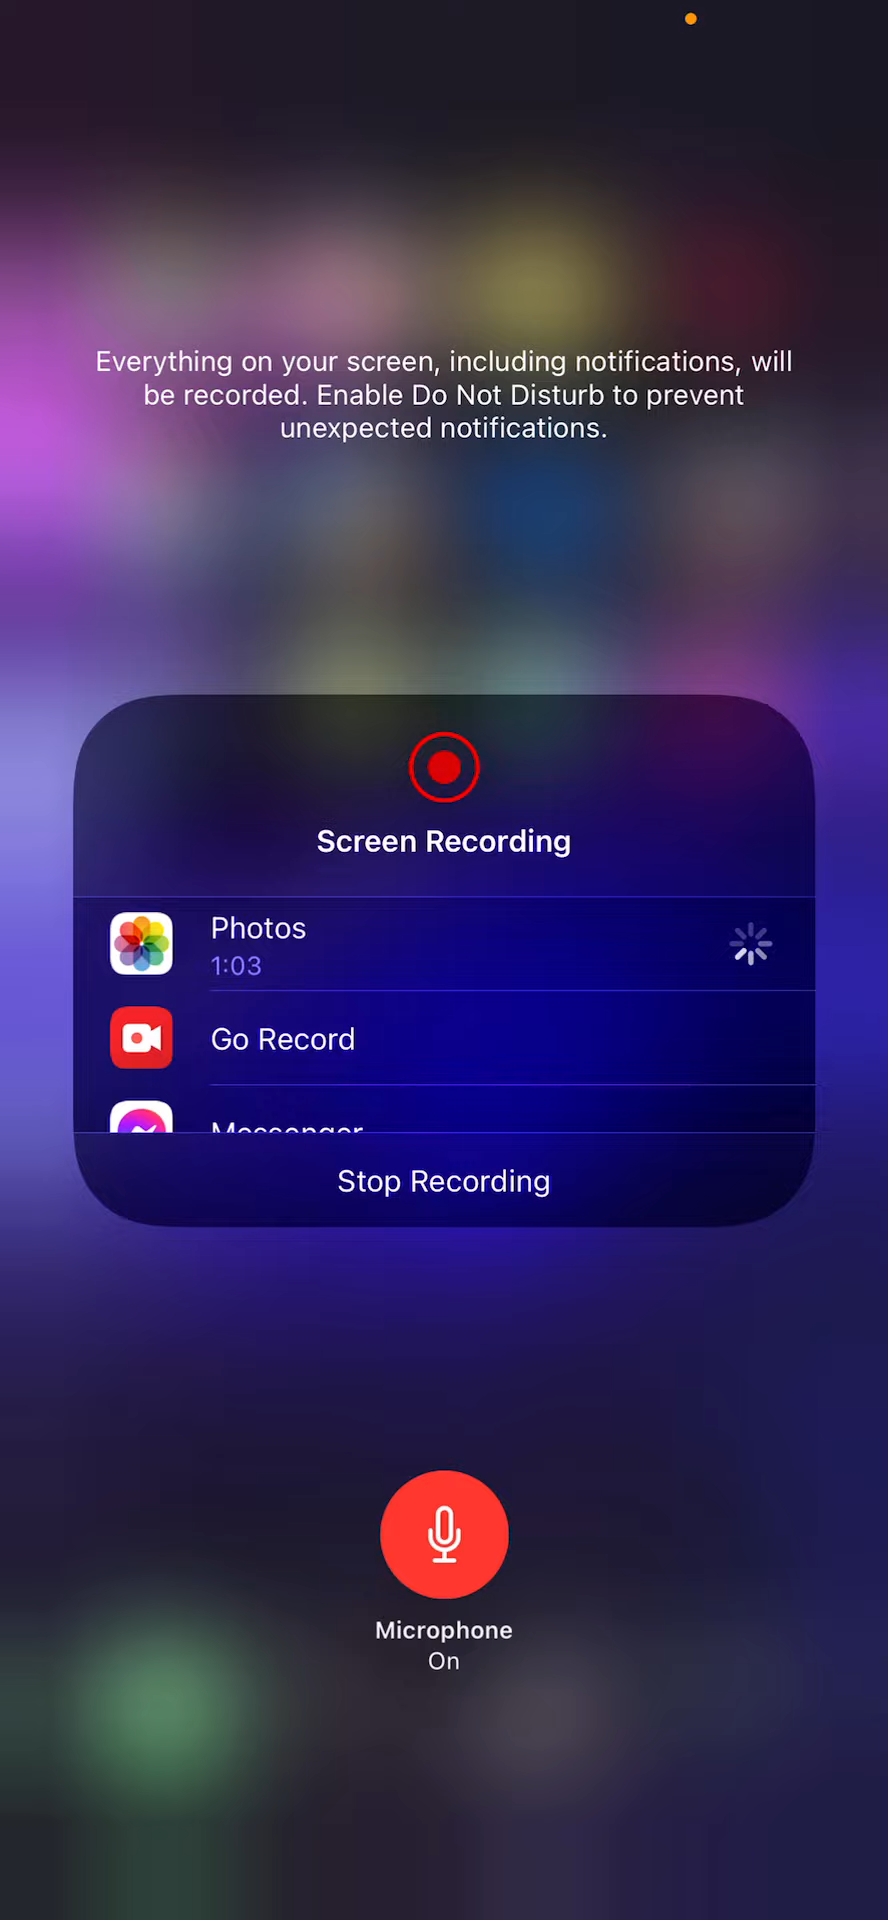 Everything on your screen, including notifications, will
be recorded. Enable Do Not Disturb to prevent
unexpected notifications.
Screen Recording
Photos
1:03
Go Record
Messenger
Stop Recording
Microphone
On